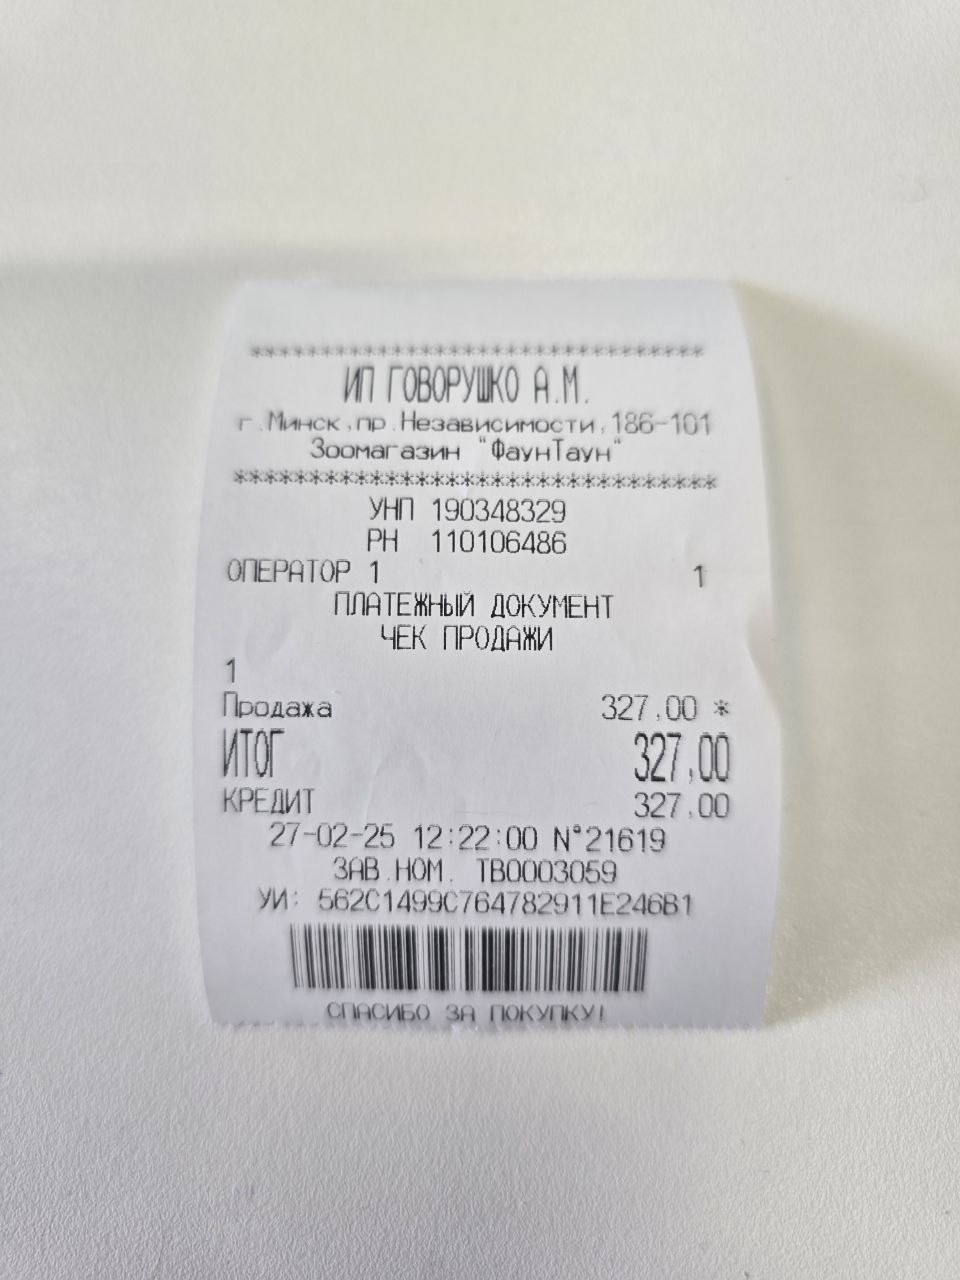 ************************************
ИП ГОВОРУШКО А.М.
г.Минск,пр.Независимости,186-101
Зоомагазин "ФаунТаун"
************************************
УНП 190348329
РН 110106486
ОПЕРАТОР 1 1
ПЛАТЕЖНЫЙ ДОКУМЕНТ
ЧЕК ПРОДАЖИ
1
Продажа 327,00 *
ИТОГ 327,00
КРЕДИТ 327,00
27-02-25 12:22:00 N°21619
ЗАВ.НОМ. ТВ0003059
УИ: 562C1499C764782911E246B1
СПАСИБО ЗА ПОКУПКУ!